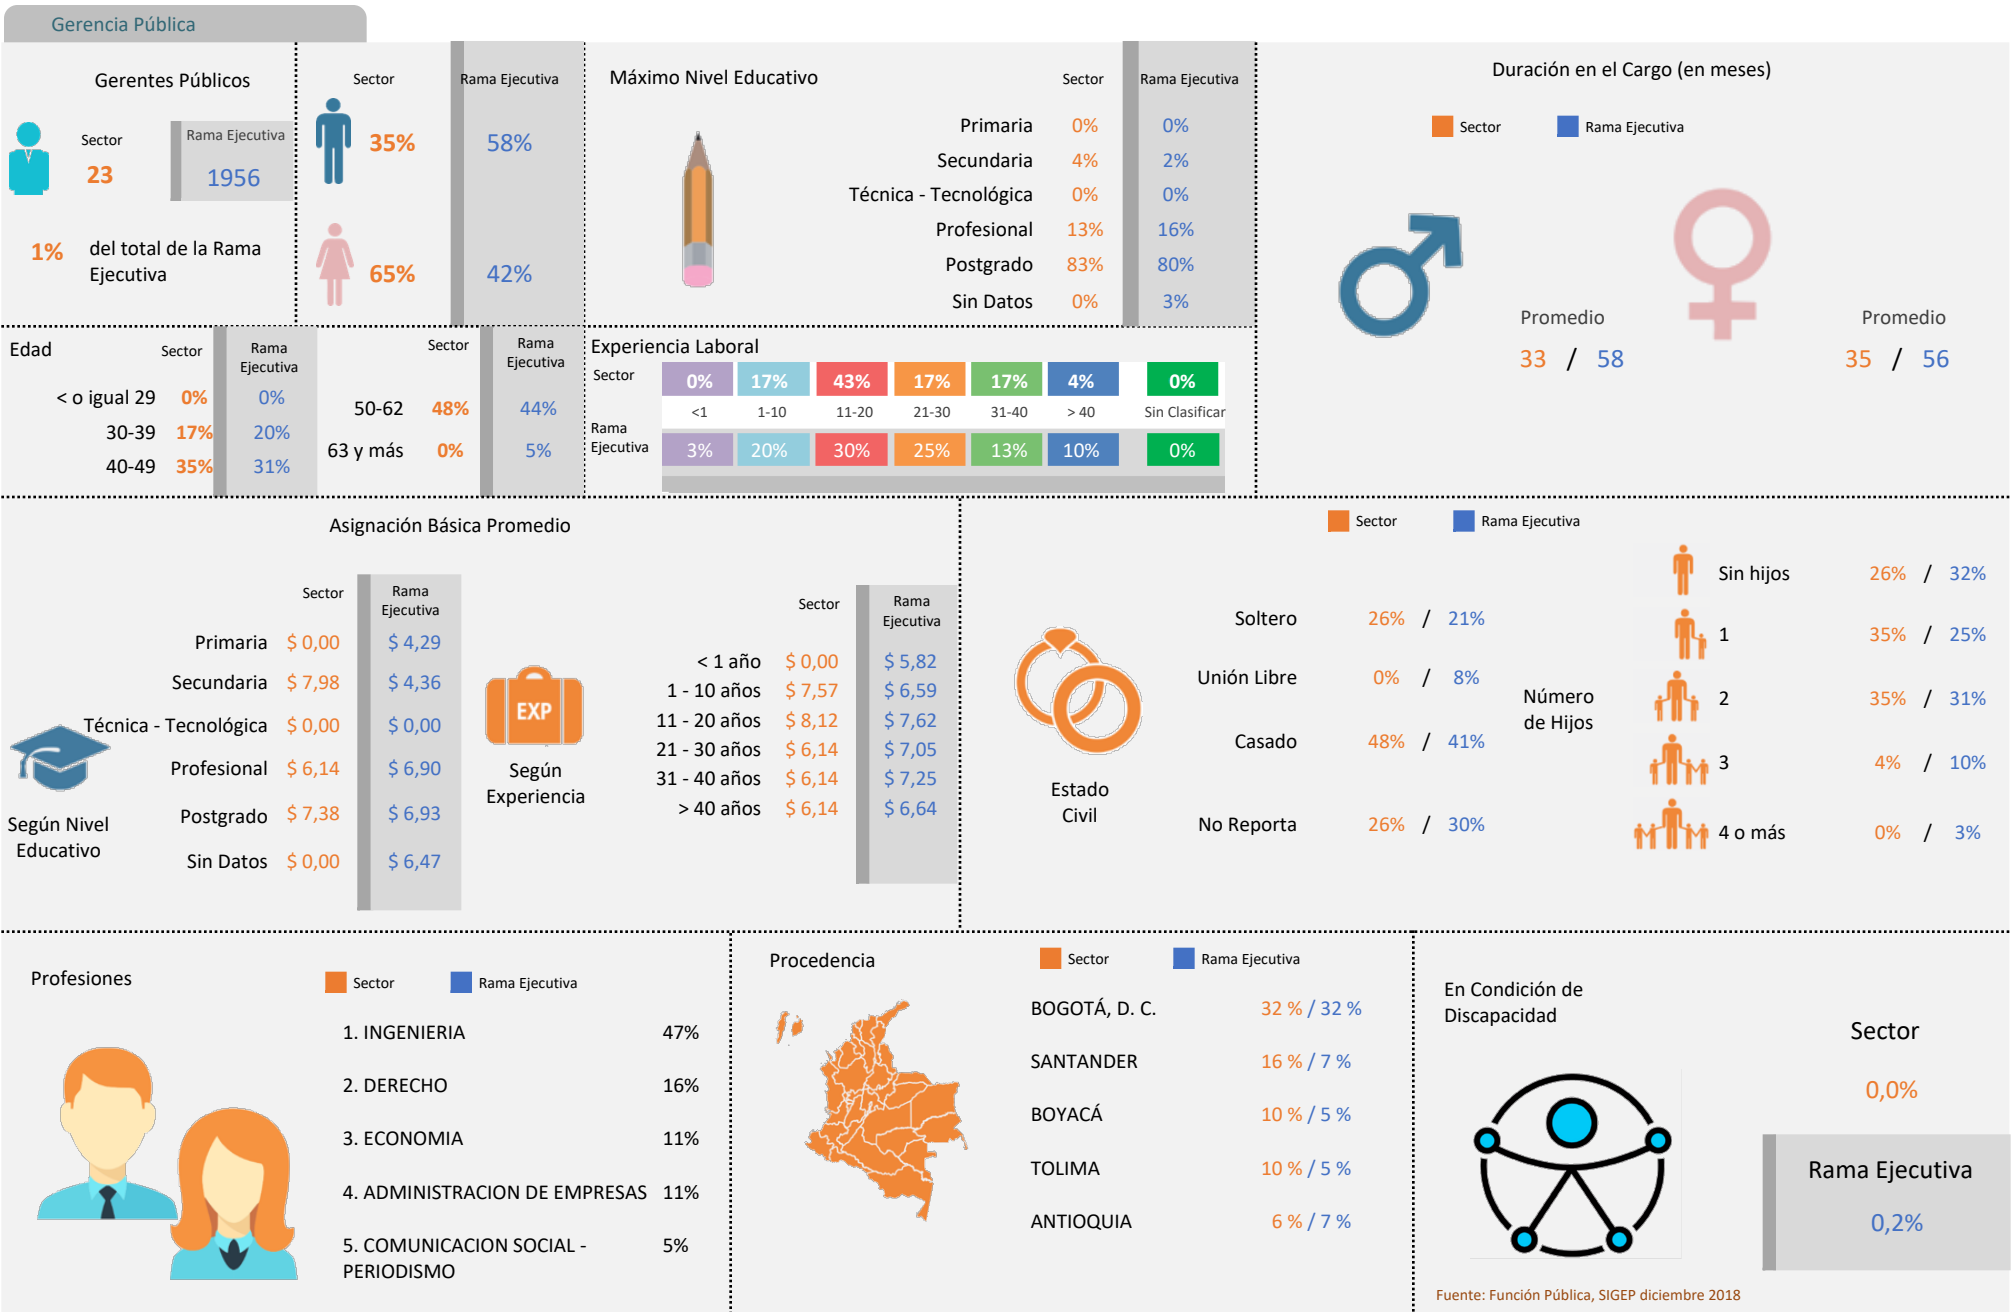 Gerencia Pública
Gerentes Públicos
Sector
Rama Ejecutiva
23
1956
1% del total de la Rama
Ejecutiva
Sector
Rama Ejecutiva
35%
58%
65%
42%
Máximo Nivel Educativo
Sector
Rama Ejecutiva
Primaria 0% 0%
Secundaria 4% 2%
Técnica - Tecnológica 0% 0%
Profesional 13% 16%
Postgrado 83% 80%
Sin Datos 0% 3%
Duración en el Cargo (en meses)
Sector
Rama Ejecutiva
Promedio
33 / 58
Promedio
35 / 56
Edad
Sector
Rama
Ejecutiva
< o igual 29 0% 0%
30-39 17% 20%
40-49 35% 31%
Sector
Rama
Ejecutiva
50-62 48% 44%
63 y más 0% 5%
Experiencia Laboral
Sector
0% 17% 43% 17% 17% 4% 0%
<1 1-10 11-20 21-30 31-40 > 40 Sin Clasificar
Rama
Ejecutiva
3% 20% 30% 25% 13% 10% 0%
Asignación Básica Promedio
Sector
Rama
Ejecutiva
Primaria $ 0,00 $ 4,29
Secundaria $ 7,98 $ 4,36
Técnica - Tecnológica $ 0,00 $ 0,00
Profesional $ 6,14 $ 6,90
Postgrado $ 7,38 $ 6,93
Sin Datos $ 0,00 $ 6,47
Según Nivel
Educativo
EXP
Según
Experiencia
Sector
Rama
Ejecutiva
< 1 año $ 0,00 $ 5,82
1 - 10 años $ 7,57 $ 6,59
11 - 20 años $ 8,12 $ 7,62
21 - 30 años $ 6,14 $ 7,05
31 - 40 años $ 6,14 $ 7,25
> 40 años $ 6,14 $ 6,64
Sector
Rama Ejecutiva
Estado
Civil
Soltero 26% / 21%
Unión Libre 0% / 8%
Casado 48% / 41%
No Reporta 26% / 30%
Número
de Hijos
Sin hijos 26% / 32%
1 35% / 25%
2 35% / 31%
3 4% / 10%
4 o más 0% / 3%
Profesiones
Sector
Rama Ejecutiva
1. INGENIERIA 47%
2. DERECHO 16%
3. ECONOMIA 11%
4. ADMINISTRACION DE EMPRESAS 11%
5. COMUNICACION SOCIAL - 5%
PERIODISMO
Procedencia
Sector
Rama Ejecutiva
BOGOTÁ, D. C. 32 % / 32 %
SANTANDER 16 % / 7 %
BOYACÁ 10 % / 5 %
TOLIMA 10 % / 5 %
ANTIOQUIA 6 % / 7 %
En Condición de
Discapacidad
Sector
0,0%
Rama Ejecutiva
0,2%
Fuente: Función Pública, SIGEP diciembre 2018